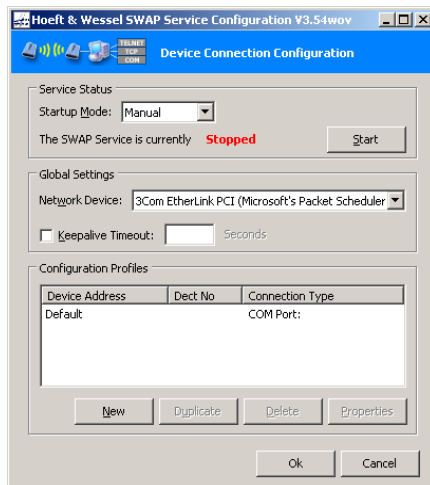 Hoeft & Wessel SWAP Service Configuration V3.54wov
TELNET
TCP
COM
Device Connection Configuration
Service Status
Startup Mode: Manual
The SWAP Service is currently Stopped Start
Global Settings
Network Device: 3Com EtherLink PCI (Microsoft's Packet Scheduler
Keepalive Timeout: Seconds
Configuration Profiles
Device Address Dect No Connection Type
Default COM Port:
New Duplicate Delete Properties
Ok Cancel